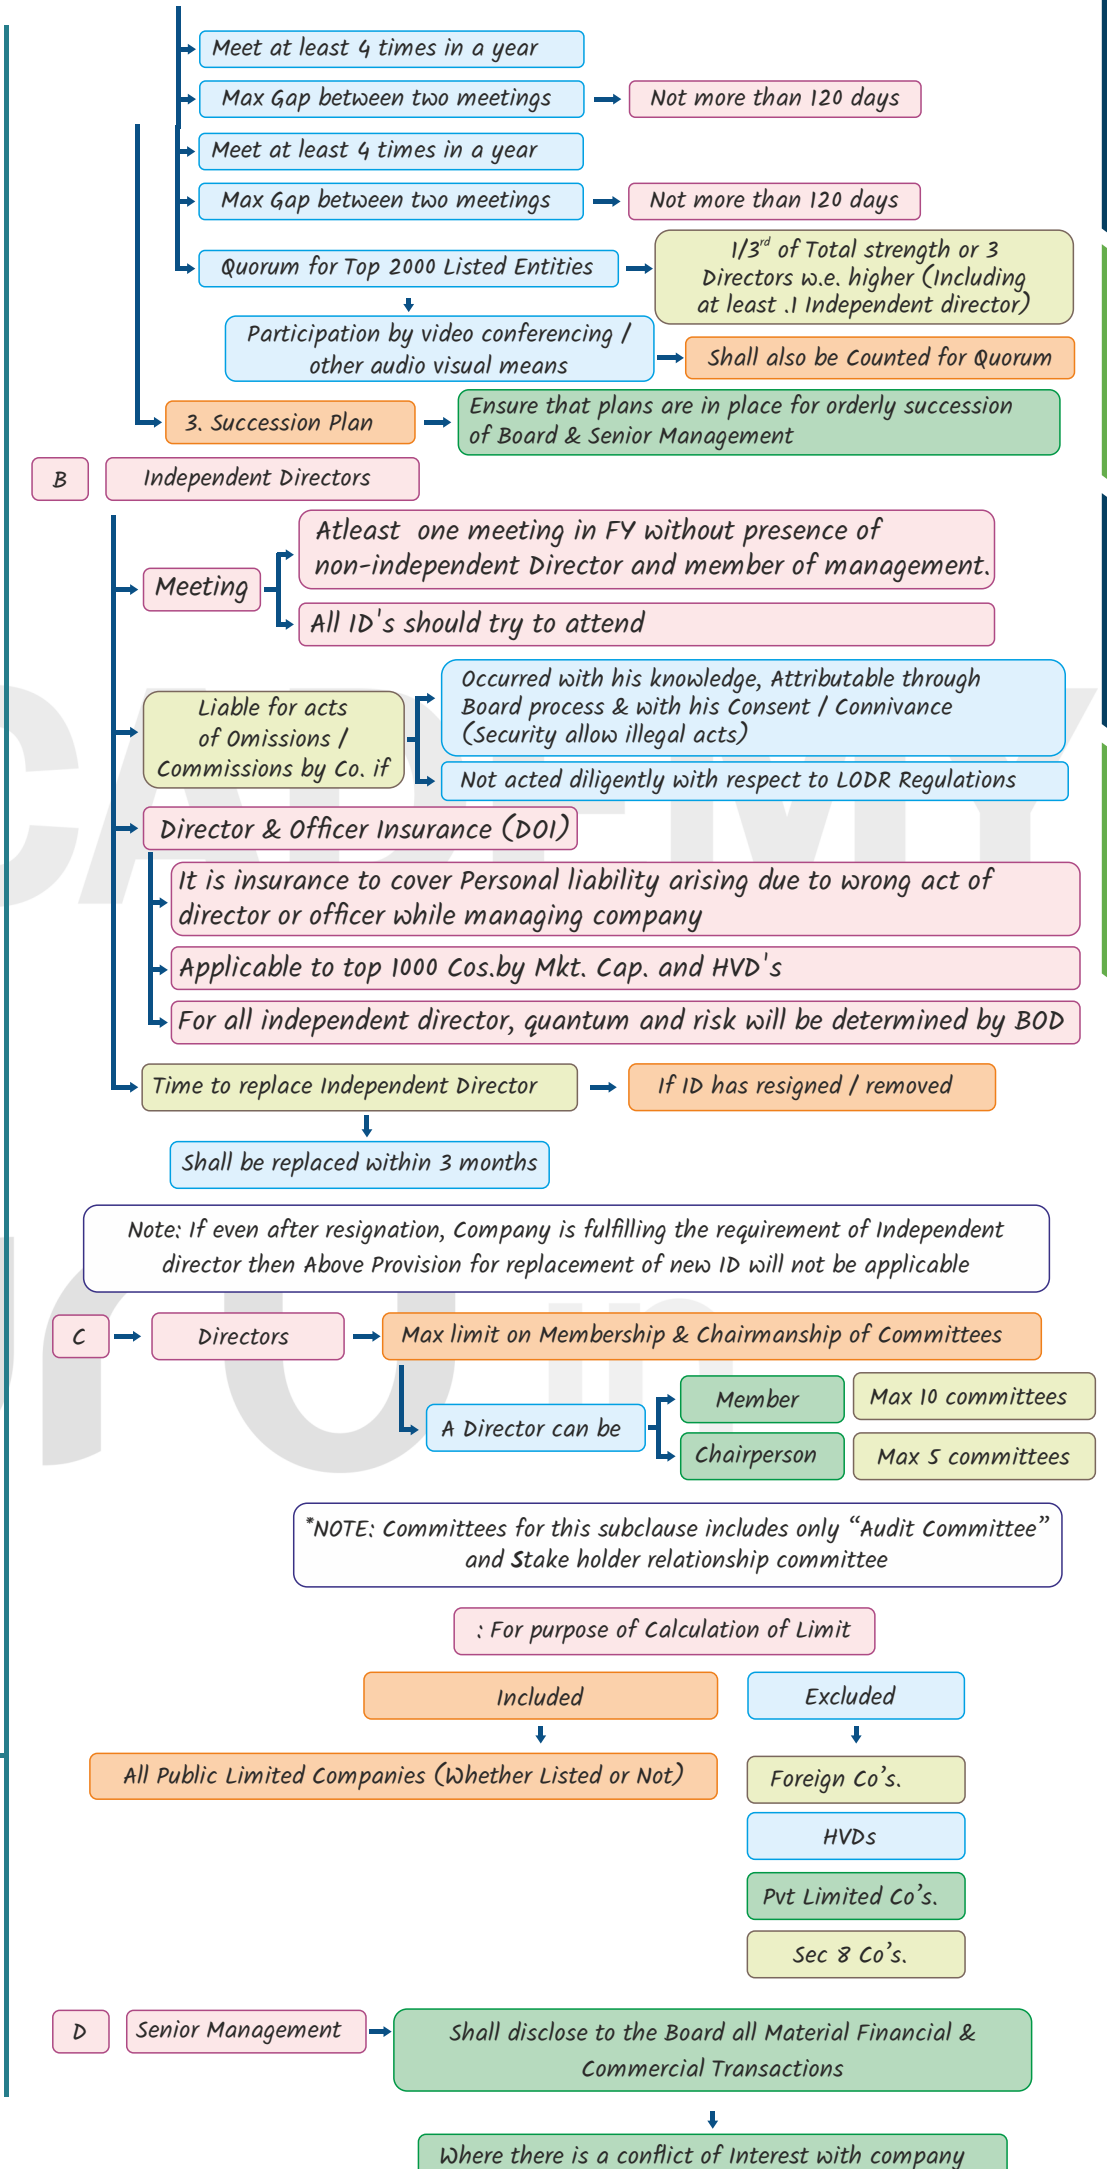 Meet at least 4 times in a year
Max Gap between two meetings
Not more than 120 days
Meet at least 4 times in a year
Max Gap between two meetings
Not more than 120 days
Quorum for Top 2000 Listed Entities
1/3rd of Total strength or 3
Directors w.e. higher (Including
at least .1 Independent director)
Participation by video conferencing /
other audio visual means
Shall also be Counted for Quorum
3. Succession Plan
Ensure that plans are in place for orderly succession
of Board & Senior Management
B
Independent Directors
Meeting
Atleast one meeting in FY without presence of
non-independent Director and member of management.
All ID's should try to attend
Liable for acts
of Omissions /
Commissions by Co. if
Occurred with his knowledge, Attributable through
Board process & with his Consent / Connivance
(Security allow illegal acts)
Not acted diligently with respect to LODR Regulations
Director & Officer Insurance (DOI)
It is insurance to cover Personal liability arising due to wrong act of
director or officer while managing company
Applicable to top 1000 Cos.by Mkt. Cap. and HVD's
For all independent director, quantum and risk will be determined by BOD
Time to replace Independent Director
If ID has resigned / removed
Shall be replaced within 3 months
Note: If even after resignation, Company is fulfilling the requirement of Independent
director then Above Provision for replacement of new ID will not be applicable
C
Directors
Max limit on Membership & Chairmanship of Committees
A Director can be
Member
Max 10 committees
Chairperson
Max 5 committees
*NOTE: Committees for this subclause includes only “Audit Committee”
and Stake holder relationship committee
: For purpose of Calculation of Limit
Included
Excluded
All Public Limited Companies (Whether Listed or Not)
Foreign Co’s.
HVDs
Pvt Limited Co’s.
Sec 8 Co’s.
D
Senior Management
Shall disclose to the Board all Material Financial &
Commercial Transactions
Where there is a conflict of Interest with company